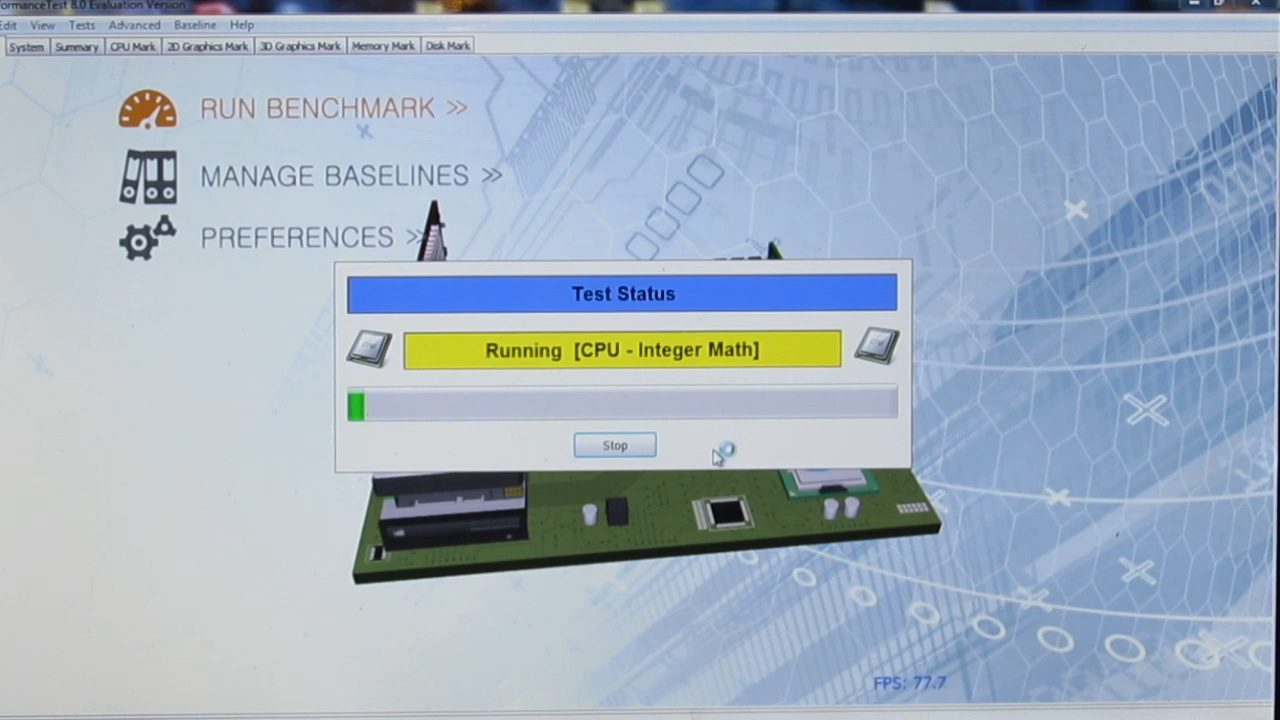 ormanceTest 8.0 Evaluation Version
Edit View Tests Advanced Baseline Help
System Summary CPU Mark 2D Graphics Mark 3D Graphics Mark Memory Mark Disk Mark
RUN BENCHMARK >>
MANAGE BASELINES >>
PREFERENCES >>
Test Status
Running [CPU - Integer Math]
Stop
FPS: 77.7